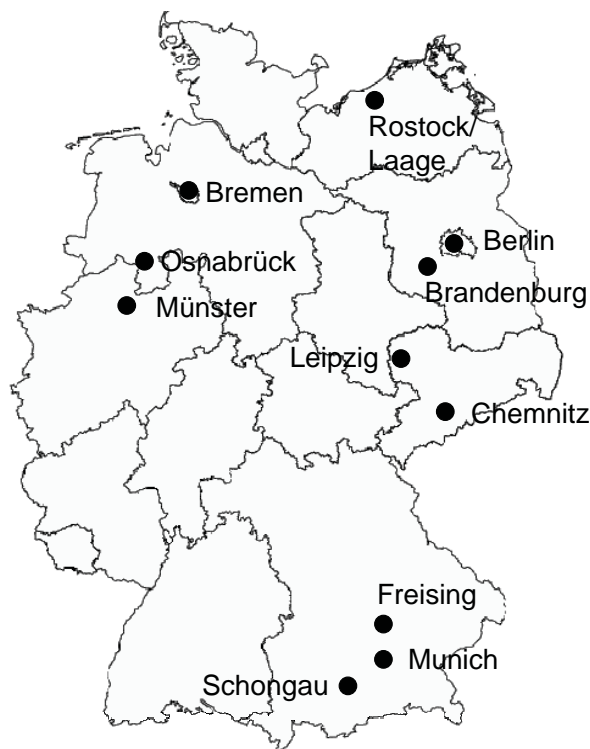 Rostock/
Laage
Bremen
Berlin
Osnabrück
Brandenburg
Münster
Leipzig
Chemnitz
Freising
Munich
Schongau